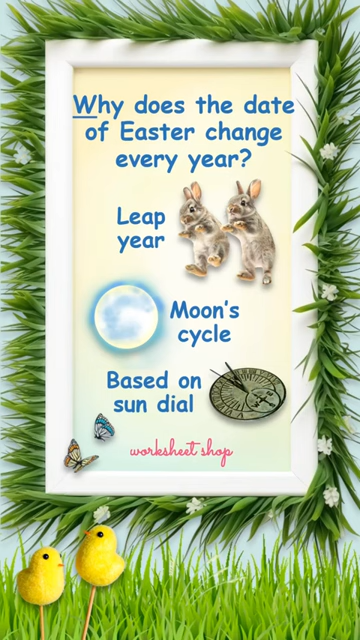 Why does the date
of Easter change
every year?
Leap
year
Moon's
cycle
Based on
sun dial
worksheet shop